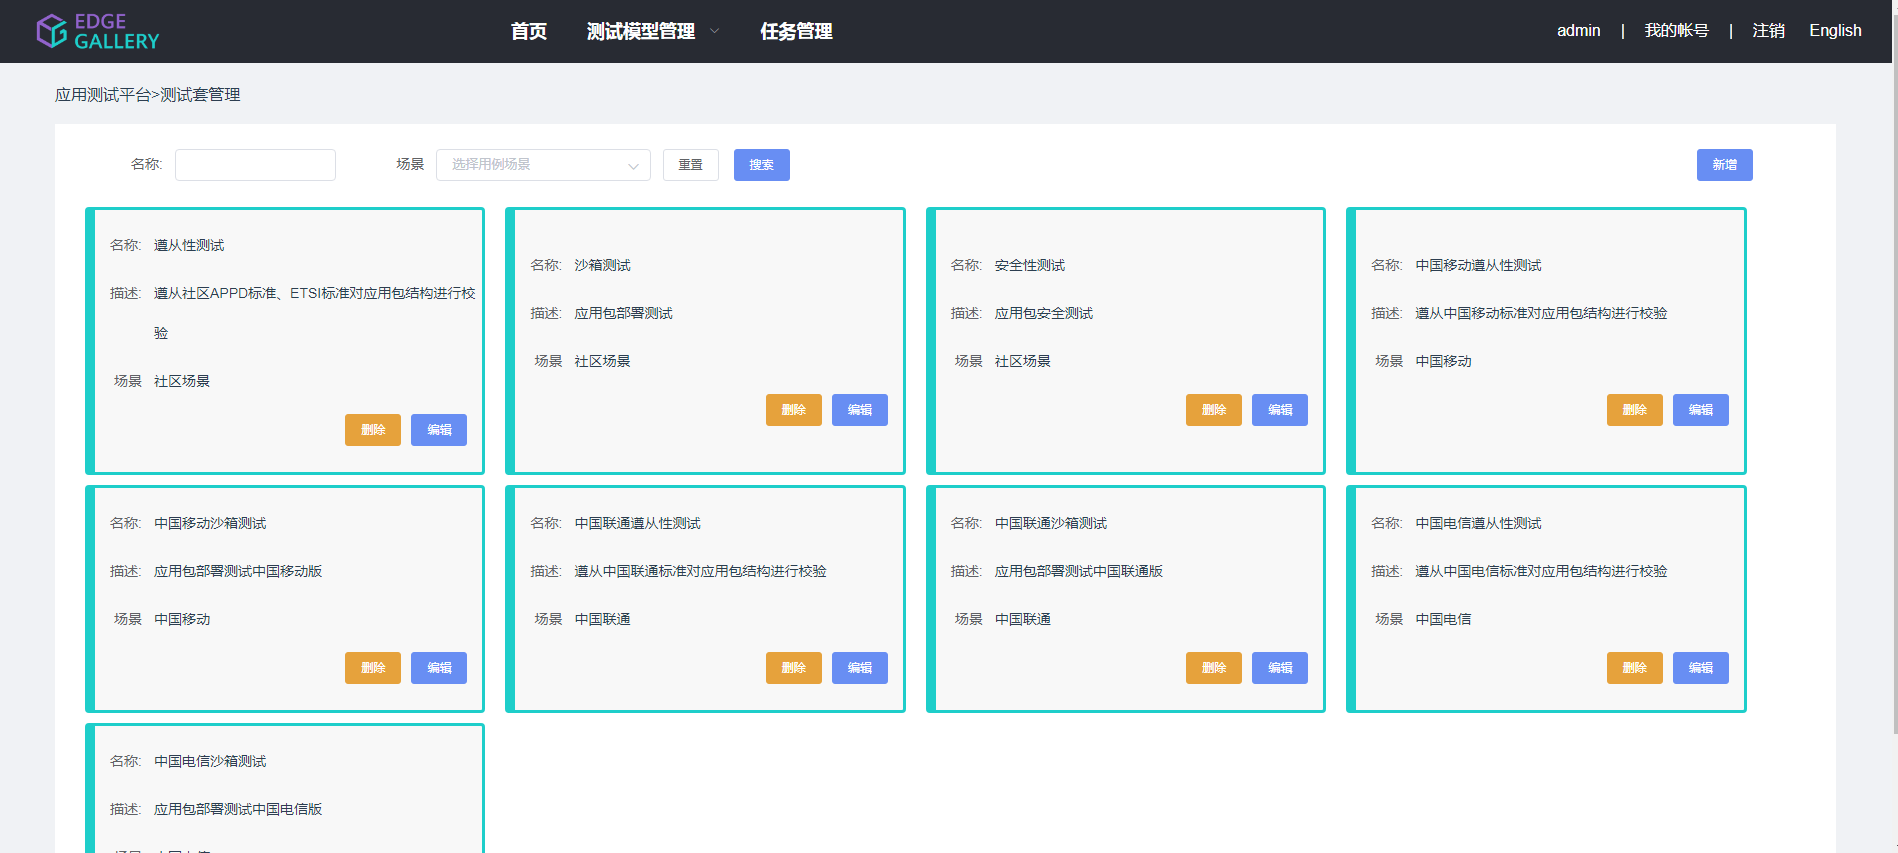 EDGE
GALLERY
首页 测试模型管理 任务管理 admin | 我的帐号 | 注销 English
应用测试平台>测试套管理
名称: 场景 选择用例场景 重置 搜索 新增
名称: 遵从性测试
描述: 遵从社区APPD标准、ETSI标准对应用包结构进行校
验
场景 社区场景
删除 编辑
名称: 沙箱测试
描述: 应用包部署测试
场景 社区场景
删除 编辑
名称: 安全性测试
描述: 应用包安全测试
场景 社区场景
删除 编辑
名称: 中国移动遵从性测试
描述: 遵从中国移动标准对应用包结构进行校验
场景 中国移动
删除 编辑
名称: 中国移动沙箱测试
描述: 应用包部署测试中国移动版
场景 中国移动
删除 编辑
名称: 中国联通遵从性测试
描述: 遵从中国联通标准对应用包结构进行校验
场景 中国联通
删除 编辑
名称: 中国联通沙箱测试
描述: 应用包部署测试中国联通版
场景 中国联通
删除 编辑
名称: 中国电信遵从性测试
描述: 遵从中国电信标准对应用包结构进行校验
场景 中国电信
删除 编辑
名称: 中国电信沙箱测试
描述: 应用包部署测试中国电信版